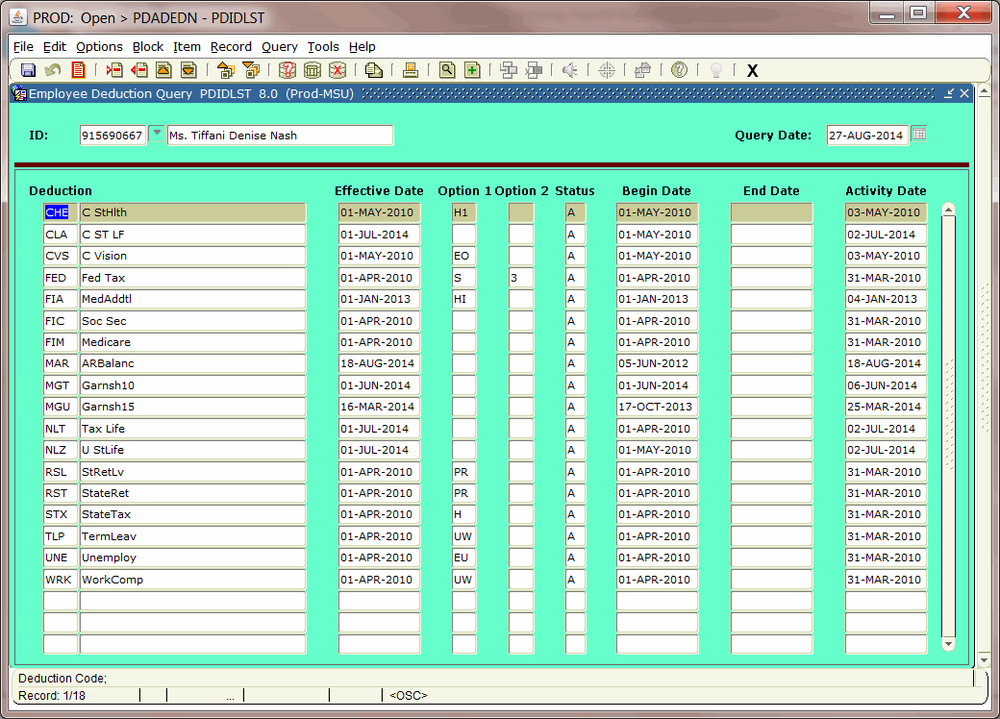 PROD: Open > PDADEDN - PDIDLST
File Edit Options Block Item Record Query Tools Help
X
Employee Deduction Query PDIDLST 8.0 (Prod-MSU)
ID: 915690667 Ms. Tiffani Denise Nash Query Date: 27-AUG-2014
Deduction Effective Date Option 1 Option 2 Status Begin Date End Date Activity Date
CHE C StHlth 01-MAY-2010 H1 A 01-MAY-2010 03-MAY-2010
CLA C ST LF 01-JUL-2014 A 01-MAY-2010 02-JUL-2014
CVS C Vision 01-MAY-2010 EO A 01-MAY-2010 03-MAY-2010
FED Fed Tax 01-APR-2010 S 3 A 01-APR-2010 31-MAR-2010
FIA MedAddtl 01-JAN-2013 HI A 01-JAN-2013 04-JAN-2013
FIC Soc Sec 01-APR-2010 A 01-APR-2010 31-MAR-2010
FIM Medicare 01-APR-2010 A 01-APR-2010 31-MAR-2010
MAR ARBalanc 18-AUG-2014 A 05-JUN-2012 18-AUG-2014
MGT Garnsh10 01-JUN-2014 A 01-JUN-2014 06-JUN-2014
MGU Garnsh15 16-MAR-2014 A 17-OCT-2013 25-MAR-2014
NLT Tax Life 01-JUL-2014 A 01-APR-2010 02-JUL-2014
NLZ U StLife 01-JUL-2014 A 01-MAY-2010 02-JUL-2014
RSL StRetLv 01-APR-2010 PR A 01-APR-2010 31-MAR-2010
RST StateRet 01-APR-2010 PR A 01-APR-2010 31-MAR-2010
STX StateTax 01-APR-2010 H A 01-APR-2010 31-MAR-2010
TLP TermLeav 01-APR-2010 UW A 01-APR-2010 31-MAR-2010
UNE Unemploy 01-APR-2010 EU A 01-APR-2010 31-MAR-2010
WRK WorkComp 01-APR-2010 UW A 01-APR-2010 31-MAR-2010
Deduction Code;
Record: 1/18 ... <OSC>